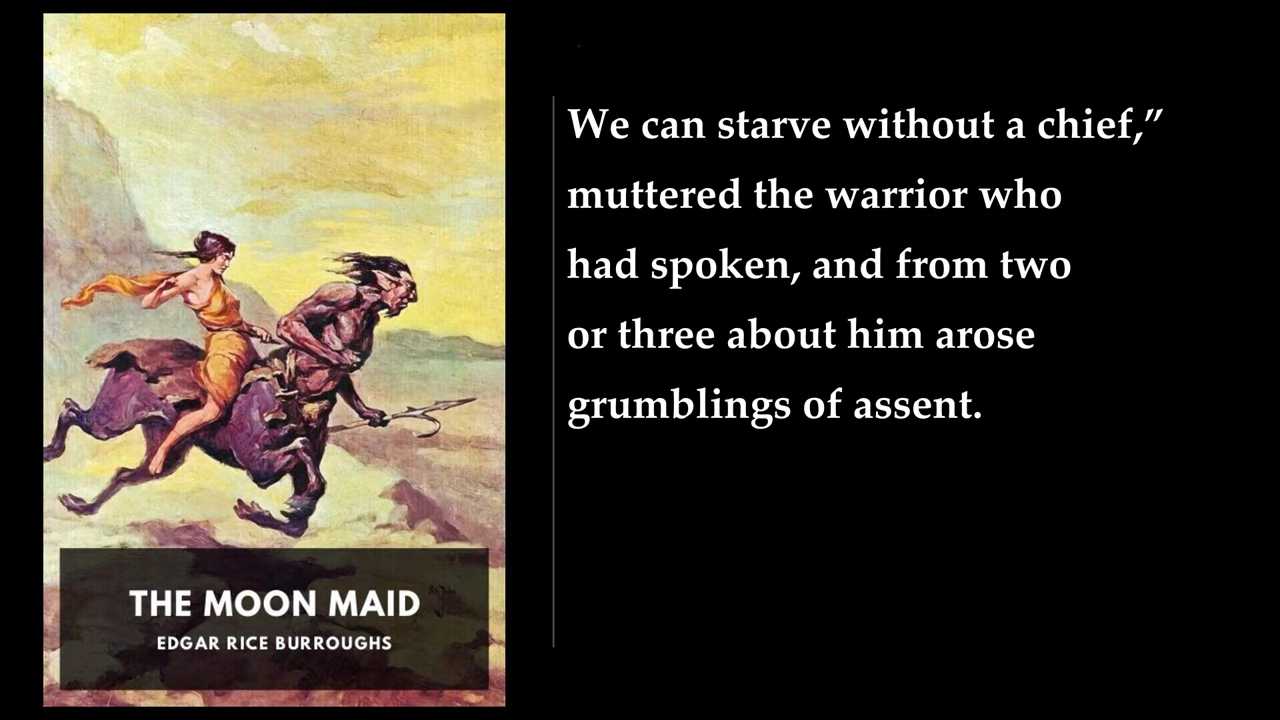 We can starve without a chief,”
muttered the warrior who
had spoken, and from two
or three about him arose
grumblings of assent.
THE MOON MAID
EDGAR RICE BURROUGHS